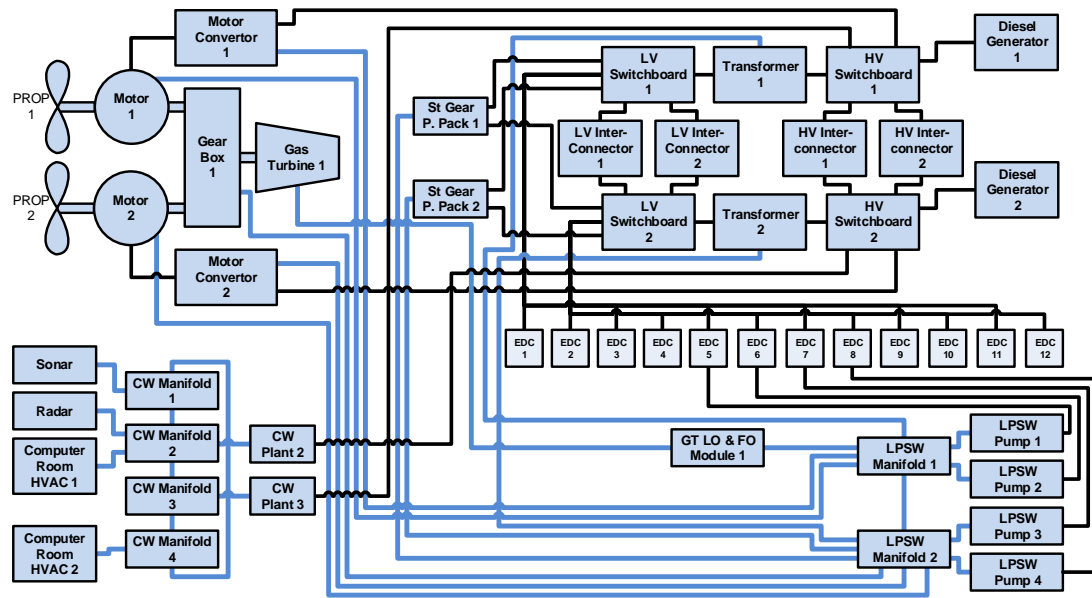 Motor
Convertor
1
PROP
1
Motor
1
Gear
Box
1
Gas
Turbine 1
PROP
2
Motor
2
Motor
Convertor
2
St Gear
P. Pack 1
St Gear
P. Pack 2
LV
Switchboard
1
Transformer
1
HV
Switchboard
1
Diesel
Generator
1
LV Inter-
Connector
1
LV Inter-
Connector
2
HV Inter-
connector
1
HV Inter-
connector
2
LV
Switchboard
2
Transformer
2
HV
Switchboard
2
Diesel
Generator
2
EDC
1
EDC
2
EDC
3
EDC
4
EDC
5
EDC
6
EDC
7
EDC
8
EDC
9
EDC
10
EDC
11
EDC
12
Sonar
Radar
Computer
Room
HVAC 1
Computer
Room
HVAC 2
CW Manifold
1
CW Manifold
2
CW Manifold
3
CW Manifold
4
CW
Plant 2
CW
Plant 3
GT LO & FO
Module 1
LPSW
Manifold 1
LPSW
Manifold 2
LPSW
Pump 1
LPSW
Pump 2
LPSW
Pump 3
LPSW
Pump 4